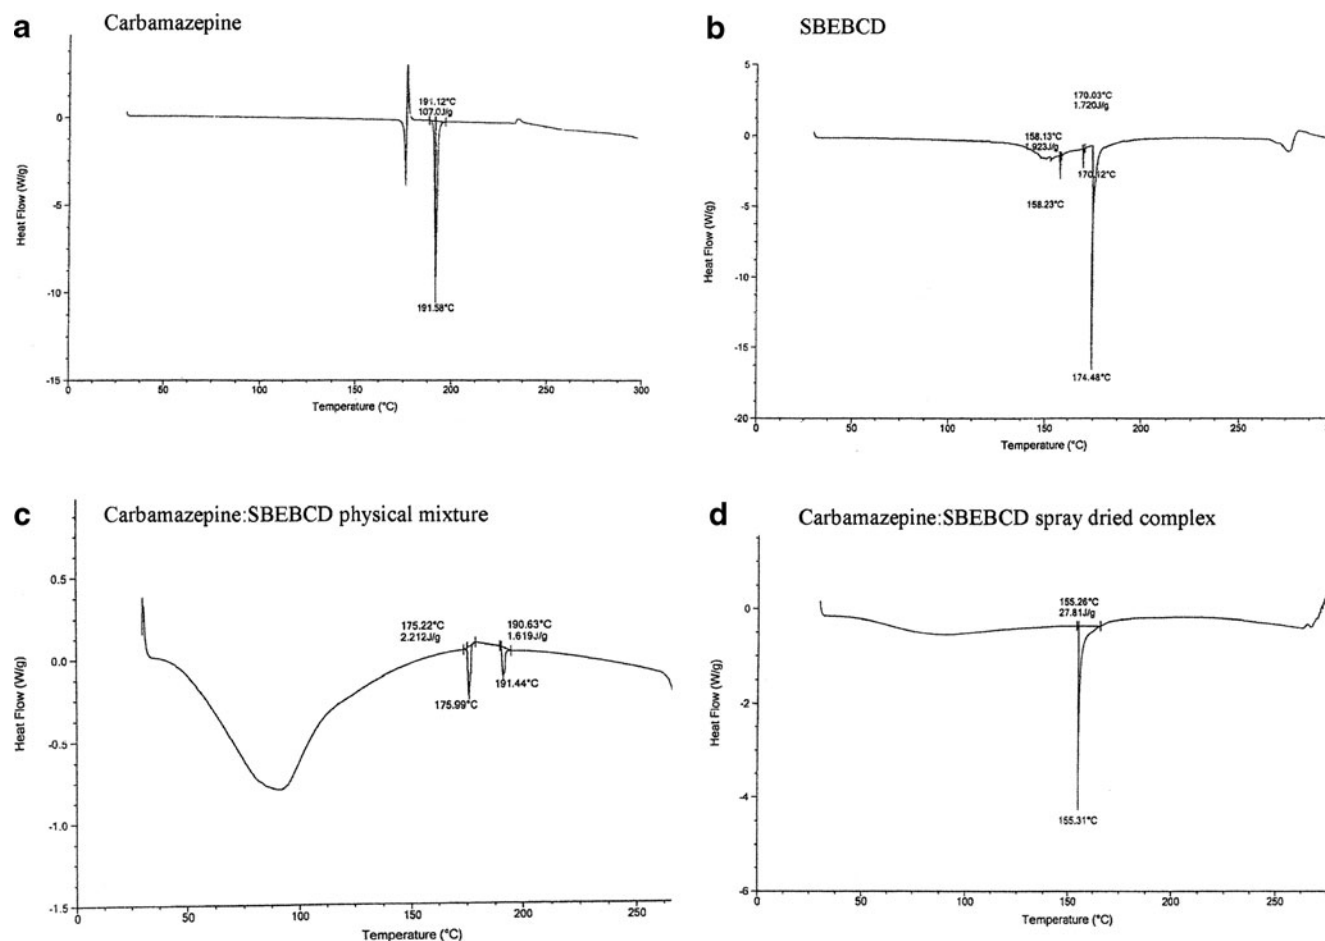 a Carbamazepine
0
-5
-10
-15
Heat Flow (W/g)
191.12°C
107.0J/g
191.58°C
0 50 100 150 200 250 300
Temperature (°C)
b SBEBCD
5
0
-5
-10
-15
-20
Heat Flow (W/g)
170.03°C
1.720J/g
158.13°C
1.923J/g
170.12°C
158.23°C
174.48°C
0 50 100 150 200 250
Temperature (°C)
c Carbamazepine:SBEBCD physical mixture
0.5
0.0
-0.5
-1.0
-1.5
Heat Flow (W/g)
175.22°C
2.212J/g
190.63°C
1.619J/g
191.44°C
175.99°C
0 50 100 150 200 250
Temperature (°C)
d Carbamazepine:SBEBCD spray dried complex
0
-2
-4
-6
Heat Flow (W/g)
155.26°C
27.81J/g
155.31°C
0 50 100 150 200 250
Temperature (°C)